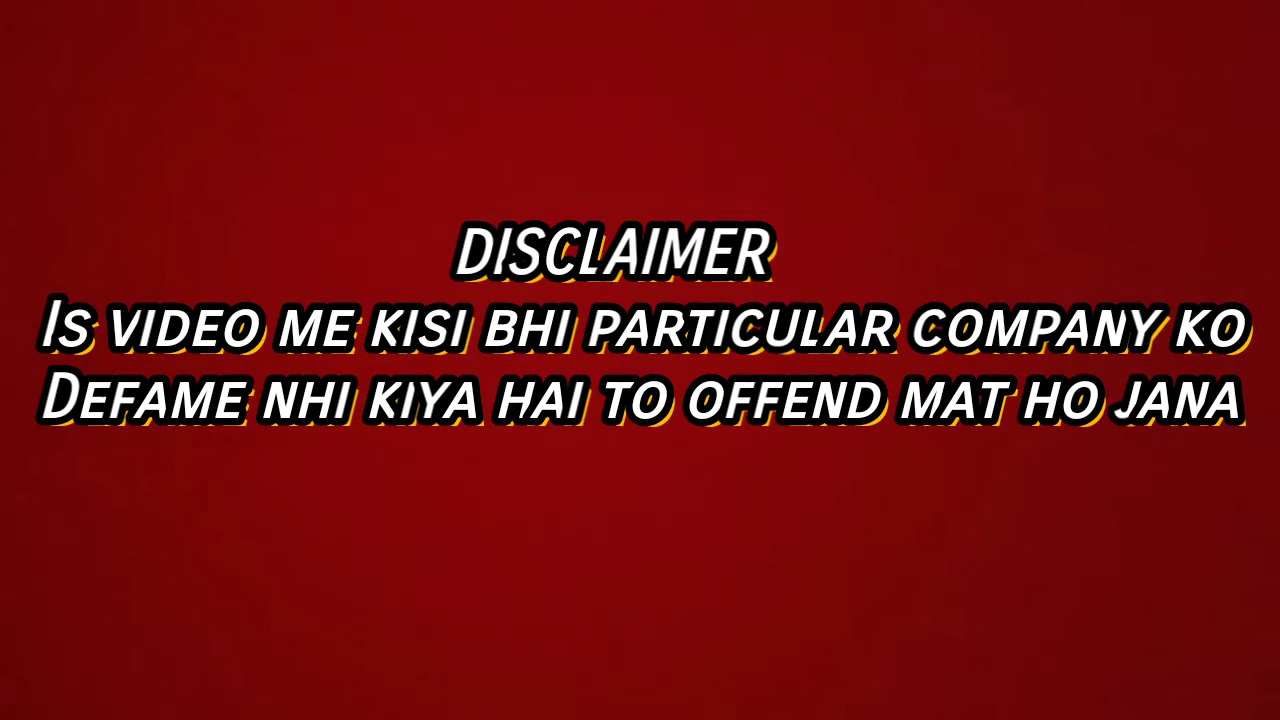 DISCLAIMER
Is video me kisi bhi particular company ko
Defame nhi kiya hai to offend mat ho jana